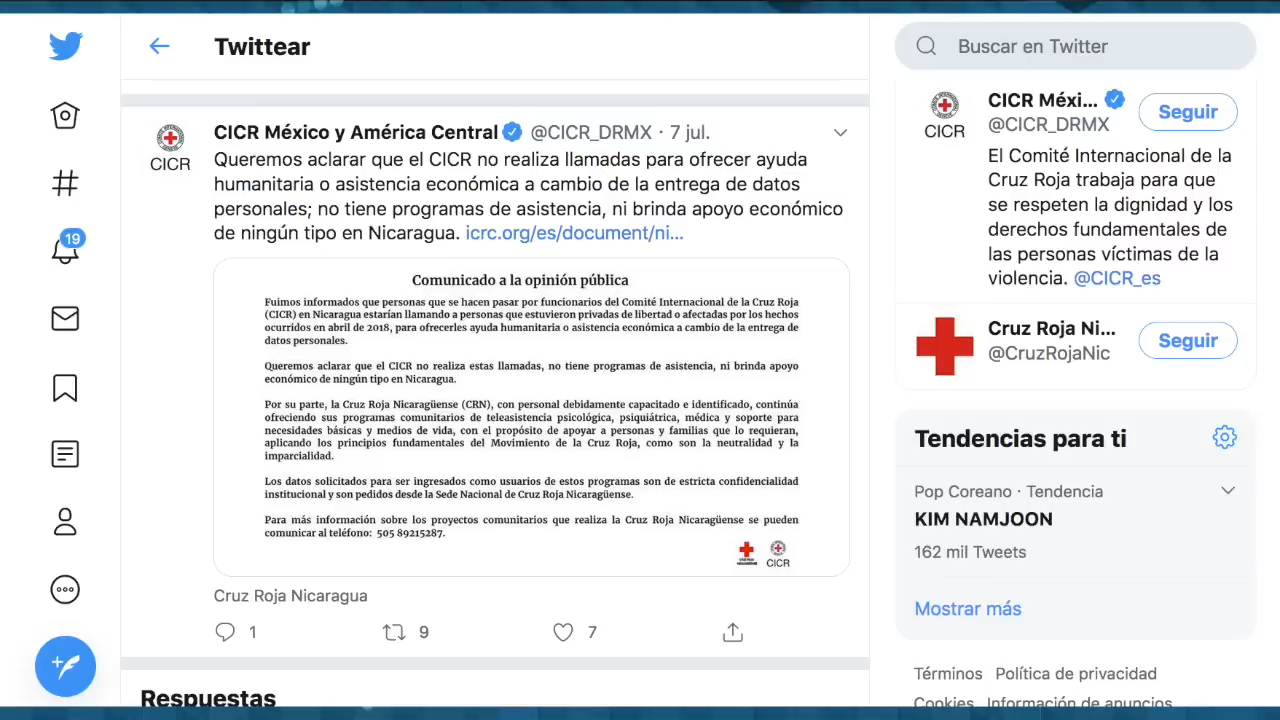 Twittear
CICR México y América Central @CICR_DRMX · 7 jul.
CICR
Queremos aclarar que el CICR no realiza llamadas para ofrecer ayuda
humanitaria o asistencia económica a cambio de la entrega de datos
personales; no tiene programas de asistencia, ni brinda apoyo económico
de ningún tipo en Nicaragua. icrc.org/es/document/ni...
Comunicado a la opinión pública
Fuimos informados que personas que se hacen pasar por funcionarios del Comité Internacional de la Cruz Roja
(CICR) en Nicaragua estarían llamando a personas que estuvieron privadas de libertad o afectadas por los hechos
ocurridos en abril de 2018, para ofrecerles ayuda humanitaria o asistencia económica a cambio de la entrega de
datos personales.
Queremos aclarar que el CICR no realiza estas llamadas, no tiene programas de asistencia, ni brinda apoyo
económico de ningún tipo en Nicaragua.
Por su parte, la Cruz Roja Nicaragüense (CRN), con personal debidamente capacitado e identificado, continúa
ofreciendo sus programas comunitarios de teleasistencia psicológica, psiquiátrica, médica y soporte para
necesidades básicas y medios de vida, con el propósito de apoyar a personas y familias que lo requieran,
aplicando los principios fundamentales del Movimiento de la Cruz Roja, como son la neutralidad y la
imparcialidad.
Los datos solicitados para ser ingresados como usuarios de estos programas son de estricta confidencialidad
institucional y son pedidos desde la Sede Nacional de Cruz Roja Nicaragüense.
Para más información sobre los proyectos comunitarios que realiza la Cruz Roja Nicaragüense se pueden
comunicar al teléfono: 505 89215287.
CICR
Cruz Roja Nicaragua
1 9 7
Respuestas
19
Buscar en Twitter
CICR Méxi...
@CICR_DRMX
Seguir
CICR
El Comité Internacional de la
Cruz Roja trabaja para que
se respeten la dignidad y los
derechos fundamentales de
las personas víctimas de la
violencia. @CICR_es
Cruz Roja Ni...
@CruzRojaNic
Seguir
Tendencias para ti
Pop Coreano · Tendencia
KIM NAMJOON
162 mil Tweets
Mostrar más
Términos Política de privacidad
Cookies Información de anuncios